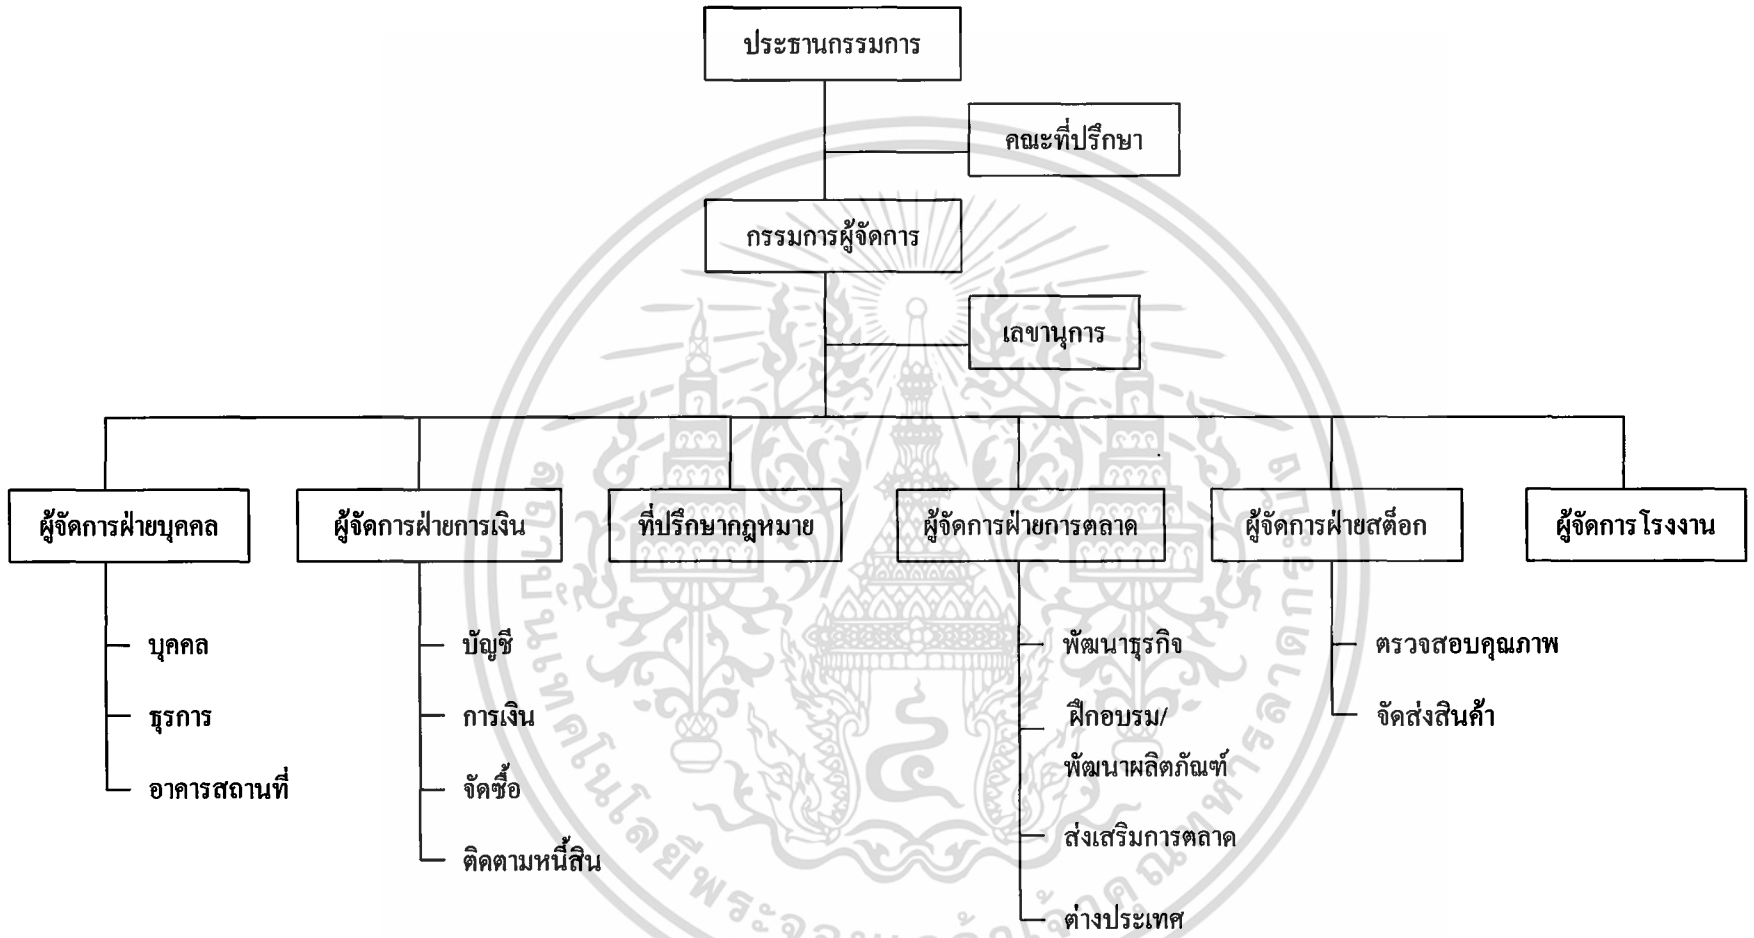 ประธานกรรมการ
คณะที่ปรึกษา
กรรมการผู้จัดการ
เลขานุการ
ผู้จัดการฝ่ายบุคคล
ผู้จัดการฝ่ายการเงิน
ที่ปรึกษากฎหมาย
ผู้จัดการฝ่ายการตลาด
ผู้จัดการฝ่ายสต็อก
ผู้จัดการโรงงาน
บุคคล
ธุรการ
อาคารสถานที่
บัญชี
การเงิน
จัดซื้อ
ติดตามหนี้สิน
พัฒนาธุรกิจ
ฝึกอบรม/
พัฒนาผลิตภัณฑ์
ส่งเสริมการตลาด
ต่างประเทศ
ตรวจสอบคุณภาพ
จัดส่งสินค้า